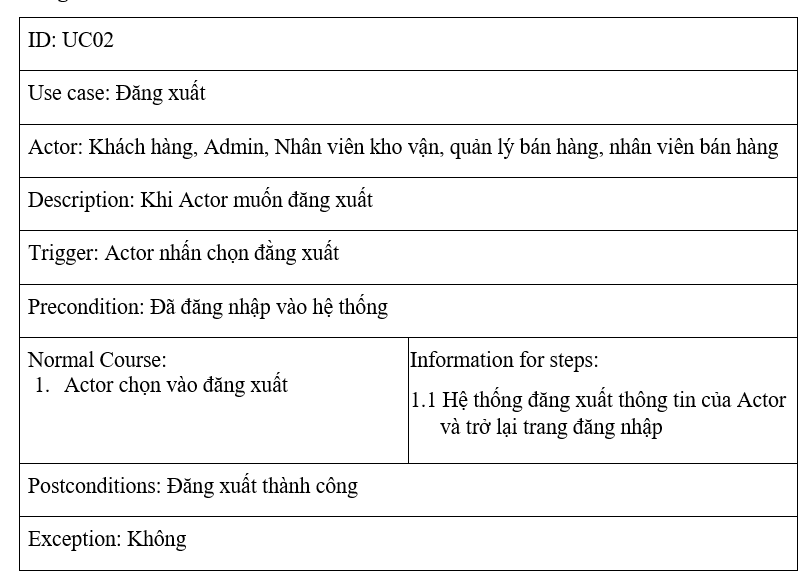 ID: UC02
Use case: Đăng xuất
Actor: Khách hàng, Admin, Nhân viên kho vận, quản lý bán hàng, nhân viên bán hàng
Description: Khi Actor muốn đăng xuất
Trigger: Actor nhấn chọn đằng xuất
Precondition: Đã đăng nhập vào hệ thống
Normal Course:
1. Actor chọn vào đăng xuất
Information for steps:
1.1 Hệ thống đăng xuất thông tin của Actor
và trở lại trang đăng nhập
Postconditions: Đăng xuất thành công
Exception: Không